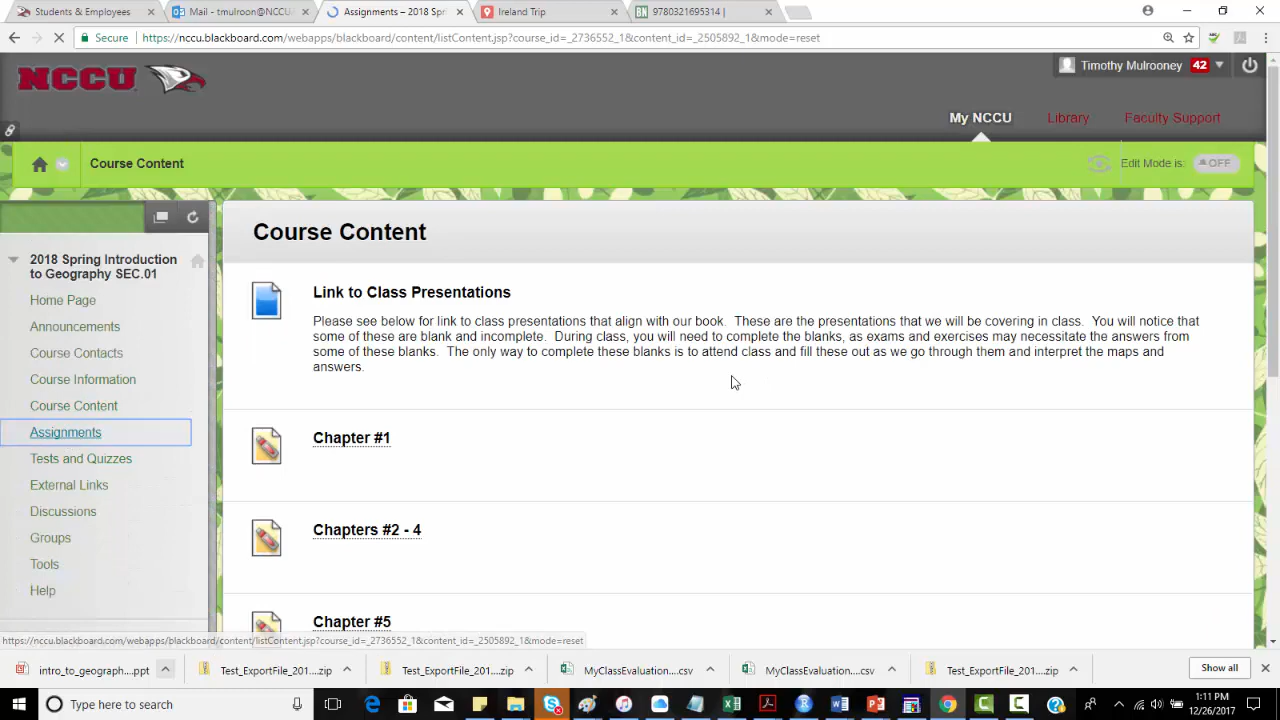 Students & Employees
Mail - tmulroon@NCCU
Assignments – 2018 Spr
Ireland Trip
9780321695314 |
Secure
https://nccu.blackboard.com/webapps/blackboard/content/listContent.jsp?course_id=_2736552_1&content_id=_2505892_1&mode=reset
NCCU
Timothy Mulrooney 42
My NCCU
Library
Faculty Support
Course Content
Edit Mode is:
OFF
Course Content
2018 Spring Introduction
to Geography SEC.01
Home Page
Announcements
Course Contacts
Course Information
Course Content
Assignments
Tests and Quizzes
External Links
Discussions
Groups
Tools
Help
Link to Class Presentations
Please see below for link to class presentations that align with our book. These are the presentations that we will be covering in class. You will notice that
some of these are blank and incomplete. During class, you will need to complete the blanks, as exams and exercises may necessitate the answers from
some of these blanks. The only way to complete these blanks is to attend class and fill these out as we go through them and interpret the maps and
answers.
Chapter #1
Chapters #2 - 4
Chapter #5
https://nccu.blackboard.com/webapps/blackboard/content/listContent.jsp?course_id=_2736552_1&content_id=_2505892_1&mode=reset
intro_to_geograph....ppt
Test_ExportFile_201....zip
Test_ExportFile_201....zip
MyClassEvaluation....csv
MyClassEvaluation....csv
Test_ExportFile_201....zip
Show all
Type here to search
1:11 PM
12/26/2017